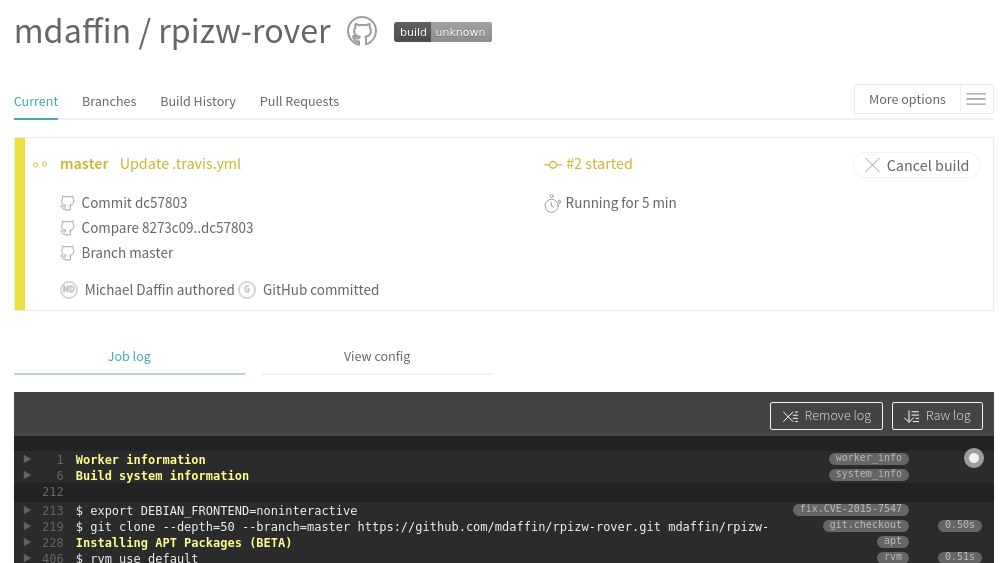 mdaffin / rpizw-rover build unknown
Current Branches Build History Pull Requests More options
master Update .travis.yml #2 started Cancel build
Commit dc57803 Running for 5 min
Compare 8273c09..dc57803
Branch master
MD Michael Daffin authored G GitHub committed
Job log View config
Remove log Raw log
1 Worker information worker_info
6 Build system information system_info
212
213 $ export DEBIAN_FRONTEND=noninteractive fix.CVE-2015-7547
219 $ git clone --depth=50 --branch=master https://github.com/mdaffin/rpizw-rover.git mdaffin/rpizw- git.checkout 0.50s
228 Installing APT Packages (BETA) apt
406 $ rvm use default rvm 0.51s